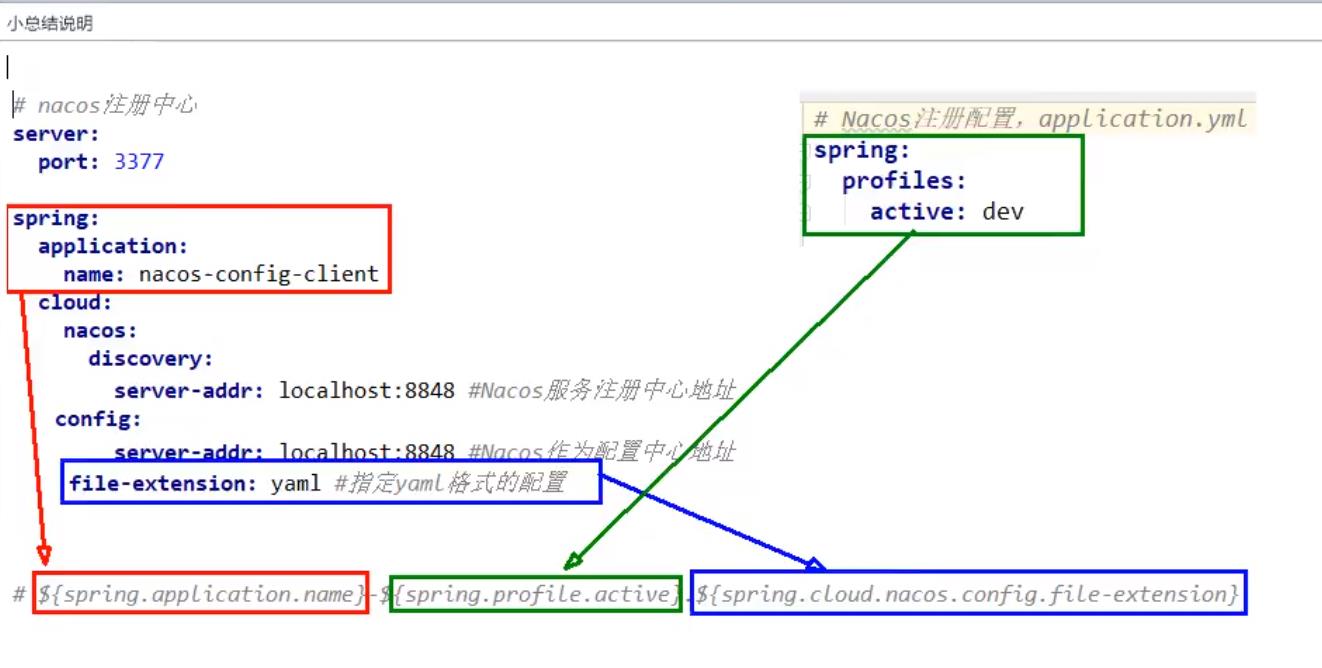 小总结说明
# nacos注册中心
server:
  port: 3377
spring:
  application:
    name: nacos-config-client
  cloud:
    nacos:
      discovery:
        server-addr: localhost:8848 #Nacos服务注册中心地址
      config:
        server-addr: localhost:8848 #Nacos作为配置中心地址
        file-extension: yaml #指定yaml格式的配置
# Nacos注册配置，application.yml
spring:
  profiles:
    active: dev
# ${spring.application.name}-${spring.profile.active}.${spring.cloud.nacos.config.file-extension}